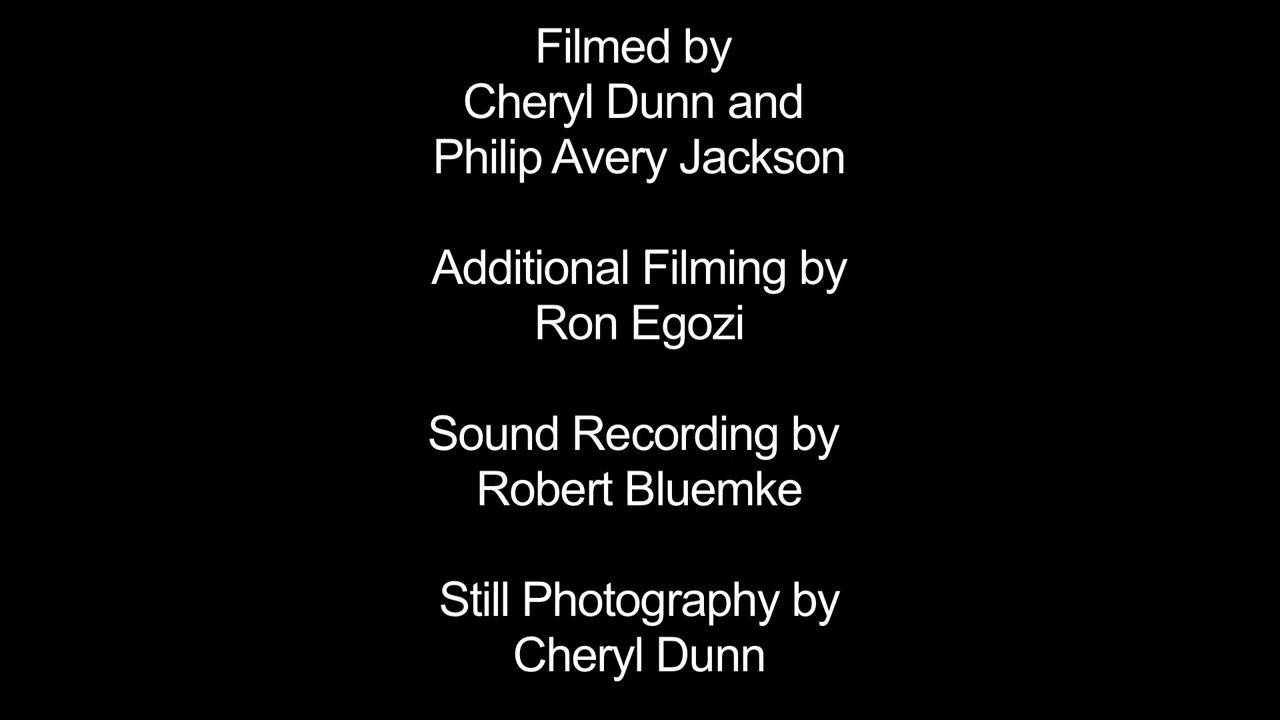 Filmed by
Cheryl Dunn and
Philip Avery Jackson
Additional Filming by
Ron Egozi
Sound Recording by
Robert Bluemke
Still Photography by
Cheryl Dunn